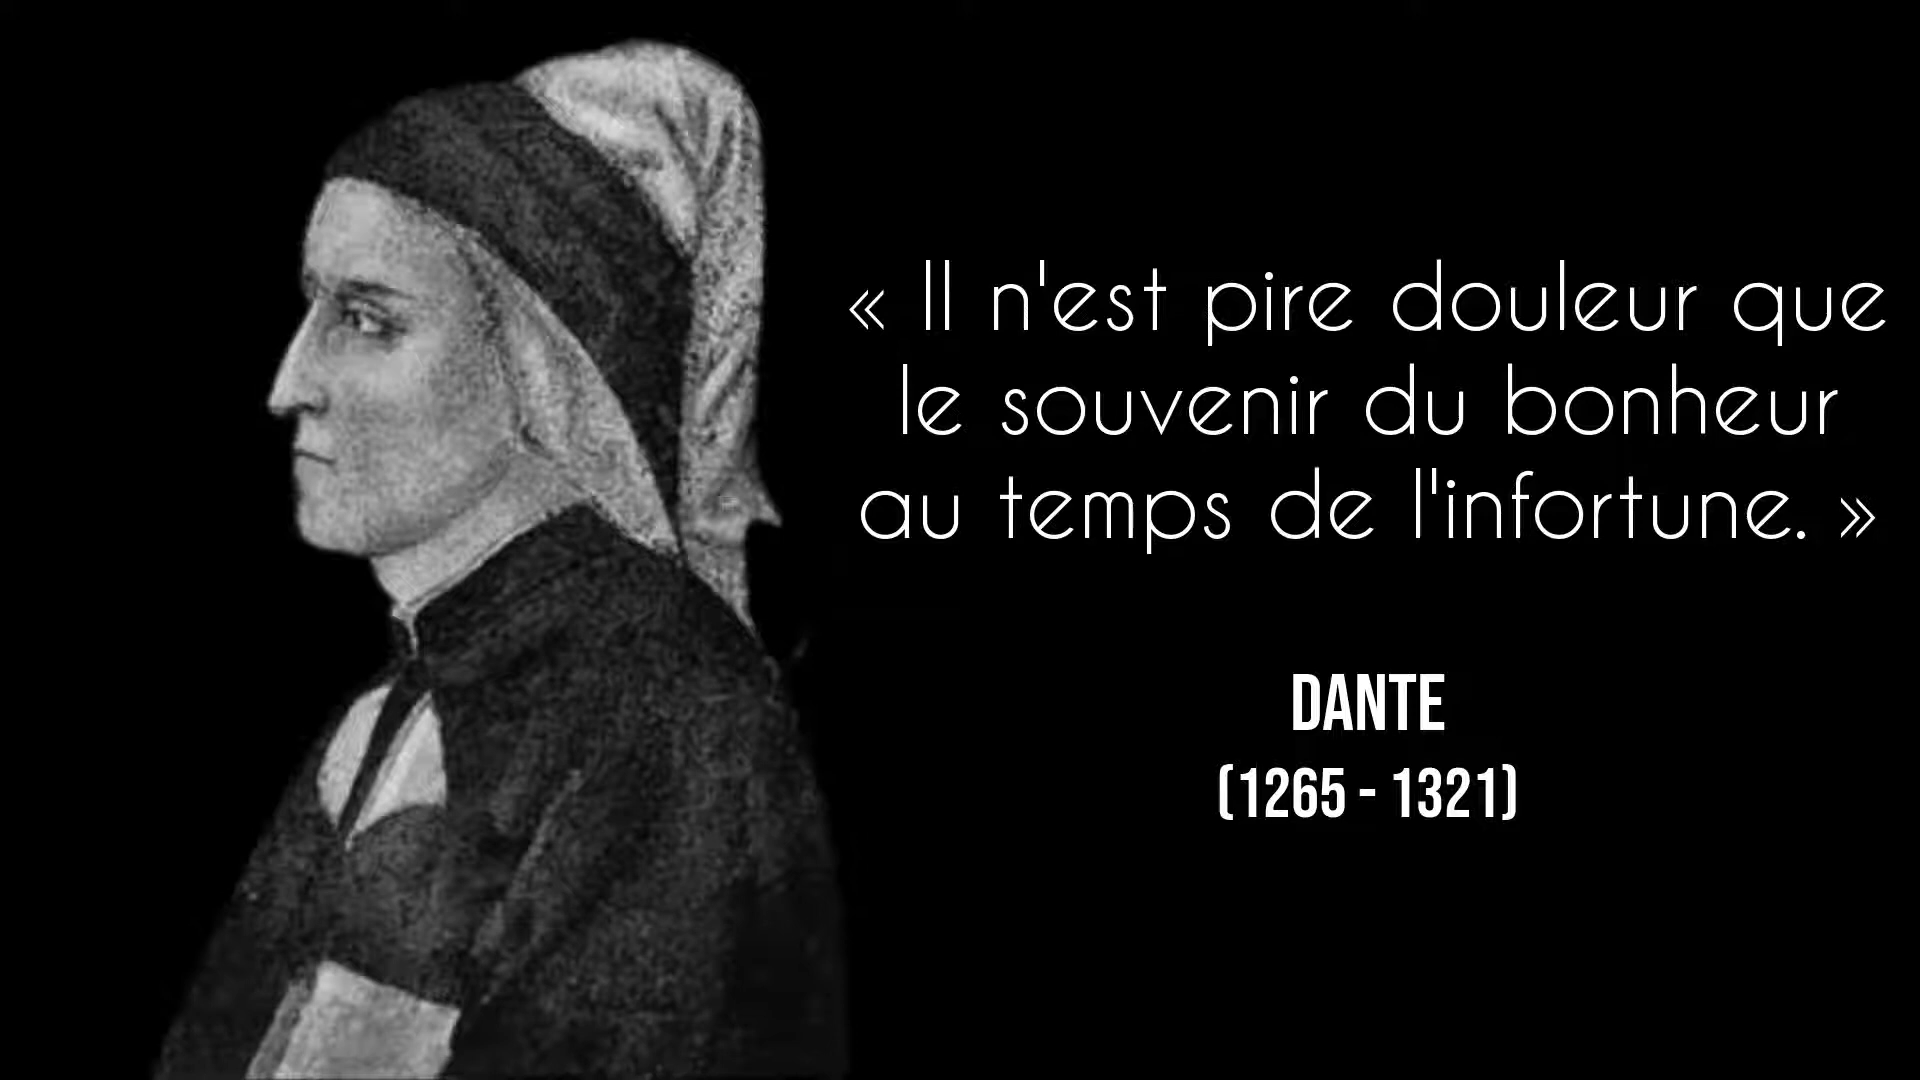 « Il n'est pire douleur que
le souvenir du bonheur
au temps de l'infortune. »
DANTE
(1265 - 1321)